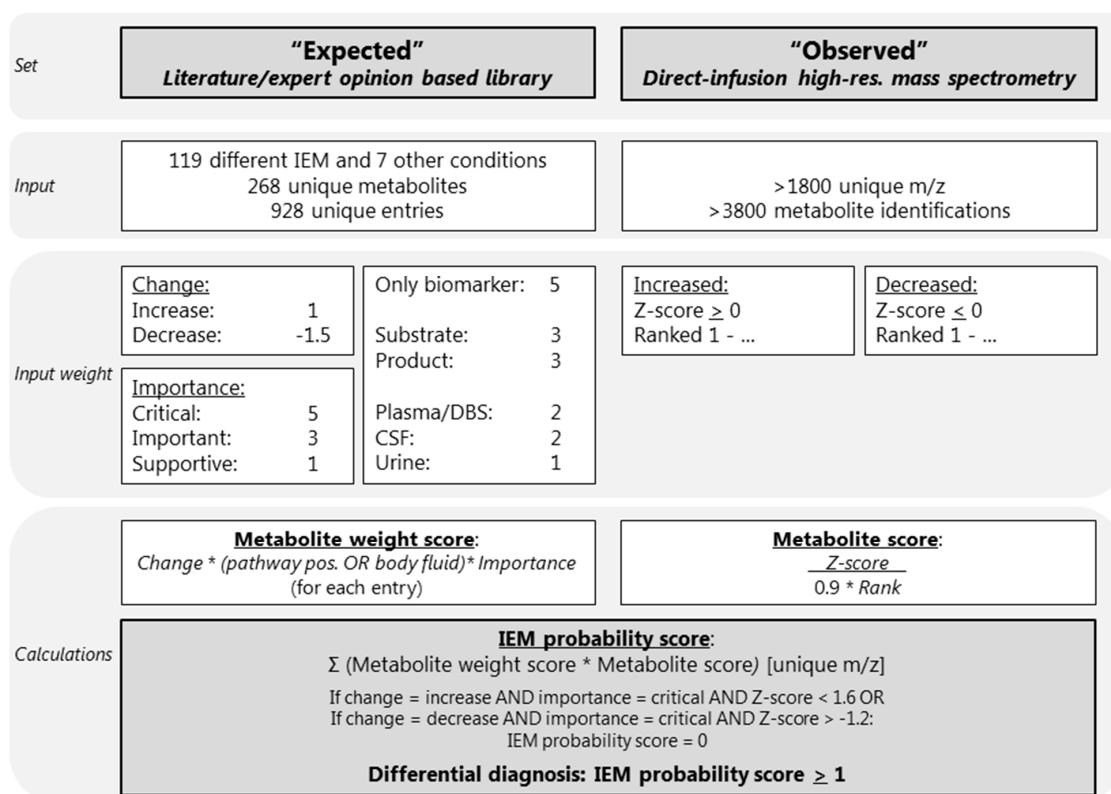 Set
“Expected”
Literature/expert opinion based library
“Observed”
Direct-infusion high-res. mass spectrometry
Input
119 different IEM and 7 other conditions
268 unique metabolites
928 unique entries
>1800 unique m/z
>3800 metabolite identifications
Input weight
Change:
Increase: 1
Decrease: -1.5
Importance:
Critical: 5
Important: 3
Supportive: 1
Only biomarker: 5
Substrate: 3
Product: 3
Plasma/DBS: 2
CSF: 2
Urine: 1
Increased:
Z-score ≥ 0
Ranked 1 - ...
Decreased:
Z-score ≤ 0
Ranked 1 - ...
Calculations
Metabolite weight score:
Change * (pathway pos. OR body fluid)* Importance
(for each entry)
Metabolite score:
Z-score
0.9 * Rank
IEM probability score:
Σ (Metabolite weight score * Metabolite score) [unique m/z]
If change = increase AND importance = critical AND Z-score < 1.6 OR
If change = decrease AND importance = critical AND Z-score > -1.2:
IEM probability score = 0
Differential diagnosis: IEM probability score ≥ 1